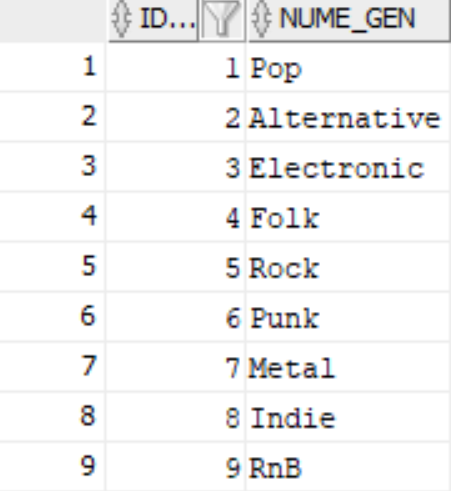 ID... NUME_GEN
1 1 Pop
2 2 Alternative
3 3 Electronic
4 4 Folk
5 5 Rock
6 6 Punk
7 7 Metal
8 8 Indie
9 9 RnB